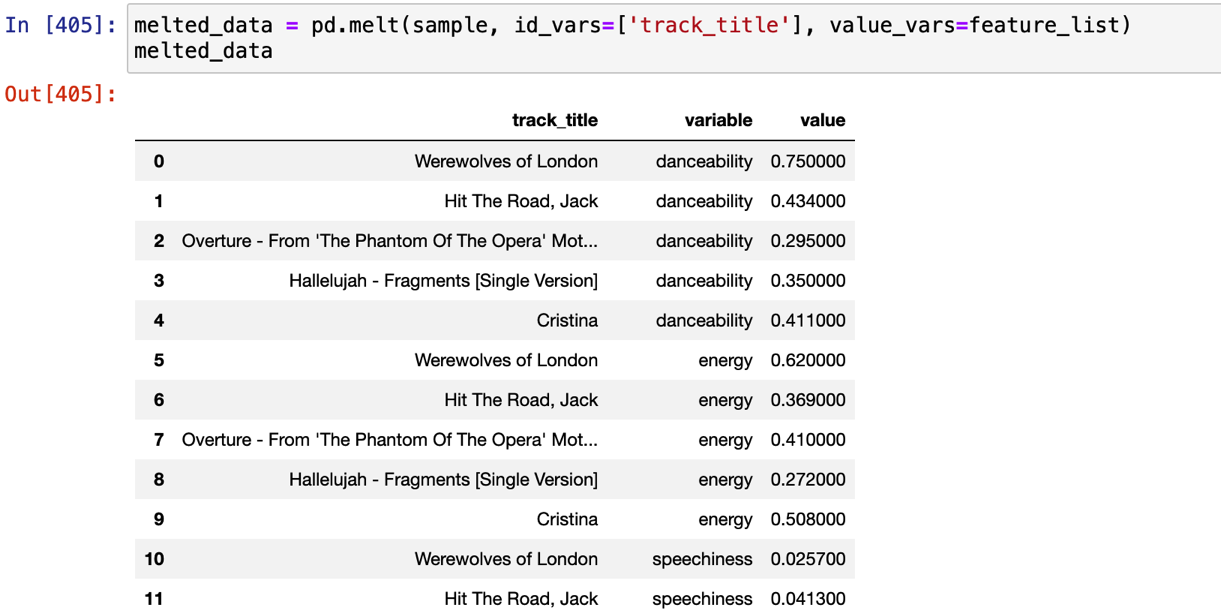 In [405]: melted_data = pd.melt(sample, id_vars=['track_title'], value_vars=feature_list)
melted_data
Out[405]:
track_title variable value
0 Werewolves of London danceability 0.750000
1 Hit The Road, Jack danceability 0.434000
2 Overture - From 'The Phantom Of The Opera' Mot... danceability 0.295000
3 Hallelujah - Fragments [Single Version] danceability 0.350000
4 Cristina danceability 0.411000
5 Werewolves of London energy 0.620000
6 Hit The Road, Jack energy 0.369000
7 Overture - From 'The Phantom Of The Opera' Mot... energy 0.410000
8 Hallelujah - Fragments [Single Version] energy 0.272000
9 Cristina energy 0.508000
10 Werewolves of London speechiness 0.025700
11 Hit The Road, Jack speechiness 0.041300